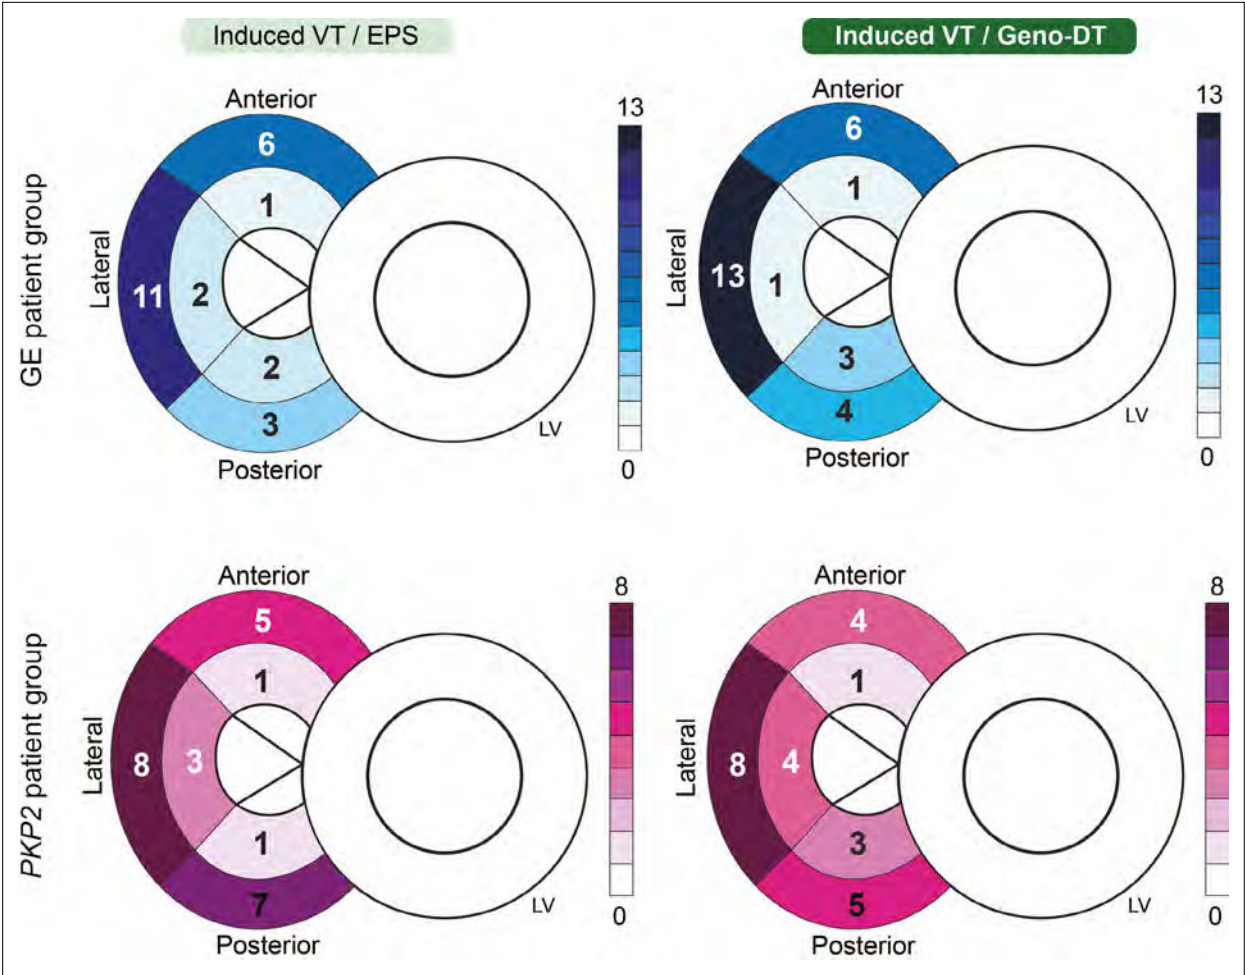 Induced VT / EPS
Induced VT / Geno-DT
GE patient group
Anterior
13
6
1
Lateral
11
2
2
3
LV
Posterior
0
Anterior
13
6
1
Lateral
13
1
3
4
LV
Posterior
0
PKP2 patient group
Anterior
8
5
1
Lateral
8
3
1
7
LV
Posterior
0
Anterior
8
4
1
Lateral
8
4
3
5
LV
Posterior
0